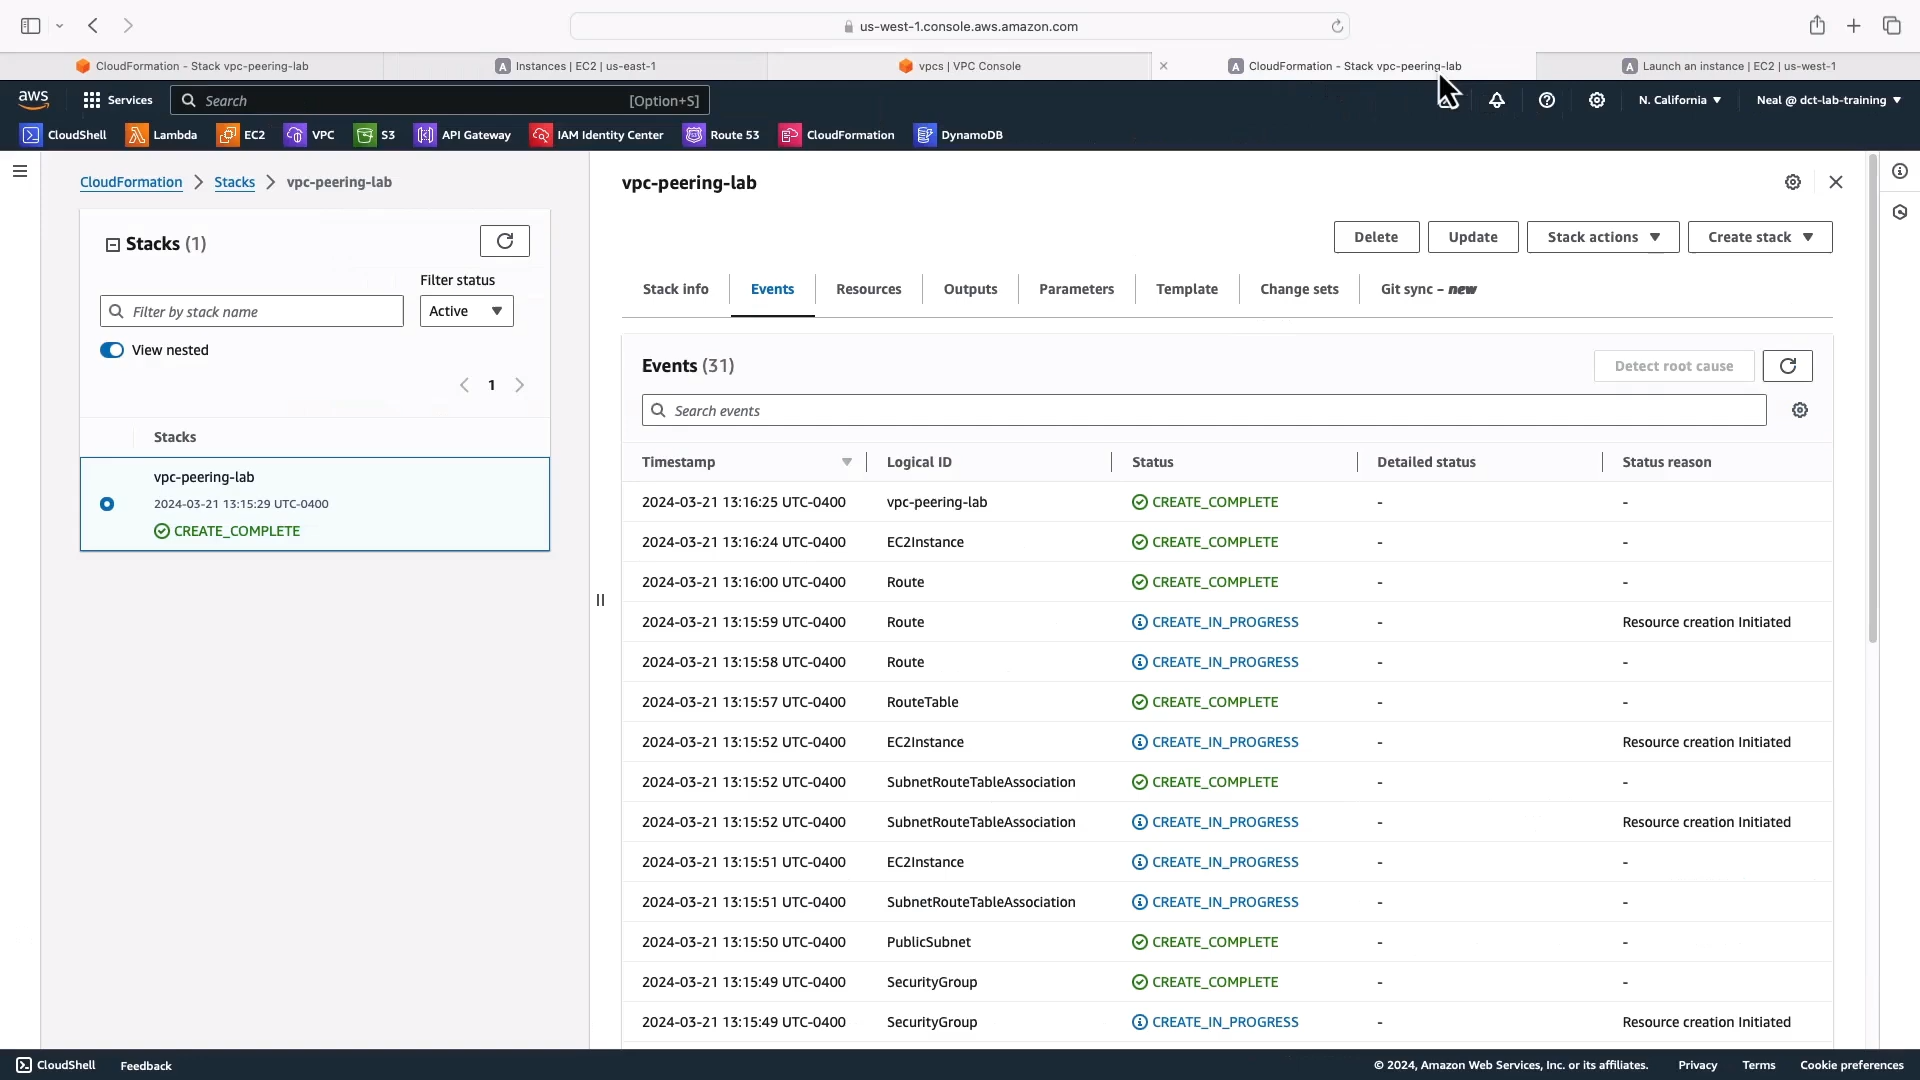 us-west-1.console.aws.amazon.com
CloudFormation - Stack vpc-peering-lab
Instances | EC2 | us-east-1
vpcs | VPC Console
CloudFormation - Stack vpc-peering-lab
Launch an instance | EC2 | us-west-1
aws
Services
Search
[Option+S]
N. California
Neal @ dct-lab-training
CloudShell
Lambda
EC2
VPC
S3
API Gateway
IAM Identity Center
Route 53
CloudFormation
DynamoDB
CloudFormation > Stacks > vpc-peering-lab
Stacks (1)
Filter status
Filter by stack name
Active
View nested
1
Stacks
vpc-peering-lab
2024-03-21 13:15:29 UTC-0400
CREATE_COMPLETE
vpc-peering-lab
Delete
Update
Stack actions
Create stack
Stack info
Events
Resources
Outputs
Parameters
Template
Change sets
Git sync - new
Events (31)
Detect root cause
Search events
Timestamp Logical ID Status Detailed status Status reason
2024-03-21 13:16:25 UTC-0400 vpc-peering-lab CREATE_COMPLETE - -
2024-03-21 13:16:24 UTC-0400 EC2Instance CREATE_COMPLETE - -
2024-03-21 13:16:00 UTC-0400 Route CREATE_COMPLETE - -
2024-03-21 13:15:59 UTC-0400 Route CREATE_IN_PROGRESS - Resource creation Initiated
2024-03-21 13:15:58 UTC-0400 Route CREATE_IN_PROGRESS - -
2024-03-21 13:15:57 UTC-0400 RouteTable CREATE_COMPLETE - -
2024-03-21 13:15:52 UTC-0400 EC2Instance CREATE_IN_PROGRESS - Resource creation Initiated
2024-03-21 13:15:52 UTC-0400 SubnetRouteTableAssociation CREATE_COMPLETE - -
2024-03-21 13:15:52 UTC-0400 SubnetRouteTableAssociation CREATE_IN_PROGRESS - Resource creation Initiated
2024-03-21 13:15:51 UTC-0400 EC2Instance CREATE_IN_PROGRESS - -
2024-03-21 13:15:51 UTC-0400 SubnetRouteTableAssociation CREATE_IN_PROGRESS - -
2024-03-21 13:15:50 UTC-0400 PublicSubnet CREATE_COMPLETE - -
2024-03-21 13:15:49 UTC-0400 SecurityGroup CREATE_COMPLETE - -
2024-03-21 13:15:49 UTC-0400 SecurityGroup CREATE_IN_PROGRESS - Resource creation Initiated
CloudShell
Feedback
© 2024, Amazon Web Services, Inc. or its affiliates.
Privacy
Terms
Cookie preferences